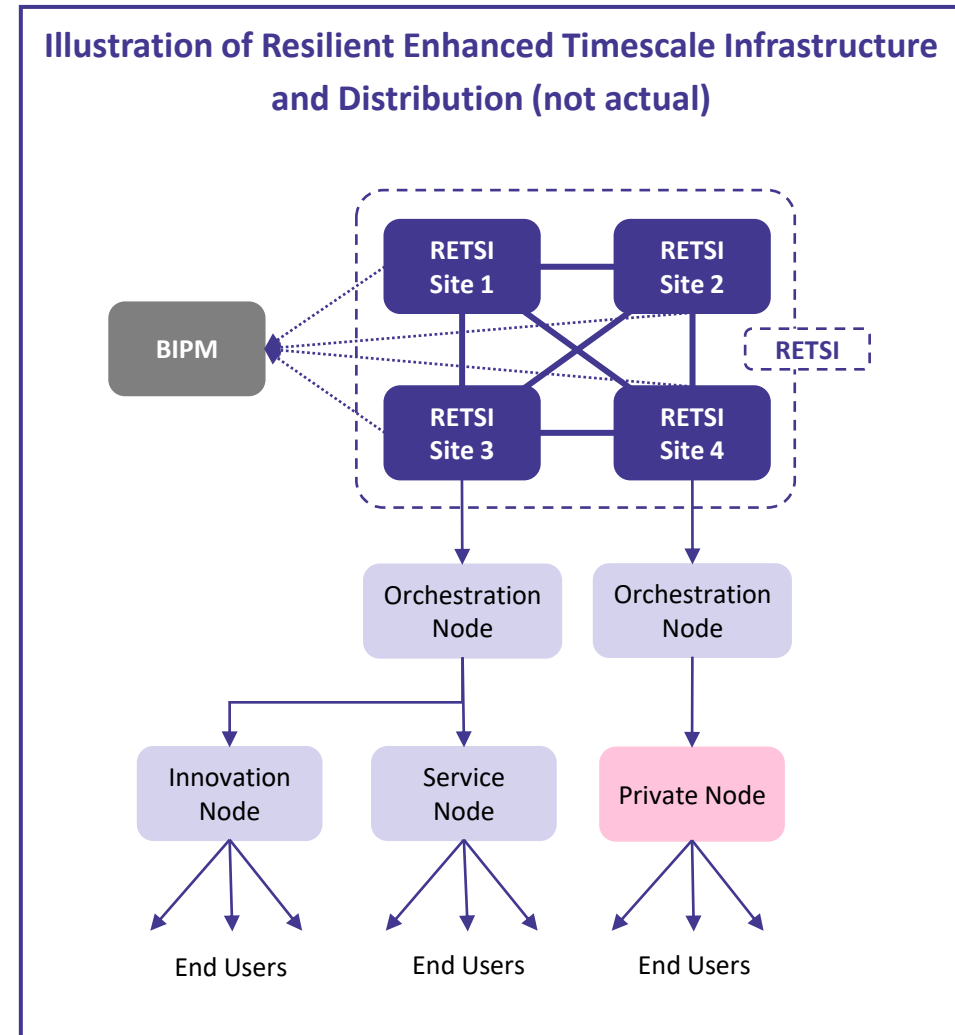 Illustration of Resilient Enhanced Timescale Infrastructure
and Distribution (not actual)
RETSI
Site 1
RETSI
Site 2
BIPM
RETSI
RETSI
Site 3
RETSI
Site 4
Orchestration
Node
Orchestration
Node
Innovation
Node
Service
Node
Private Node
End Users
End Users
End Users